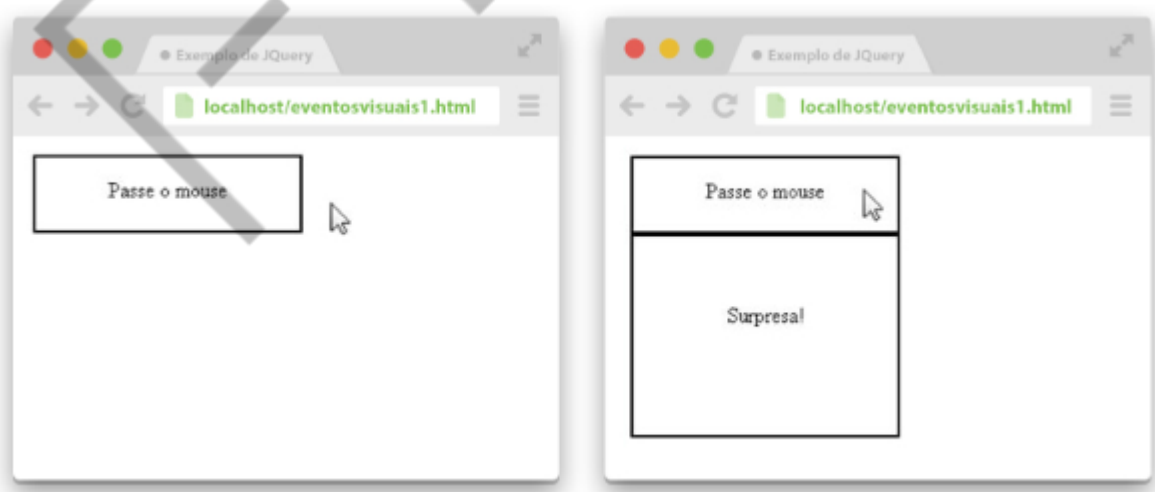 Exemplo de JQuery
localhost/eventosvisuais1.html
Passe o mouse
Exemplo de JQuery
localhost/eventosvisuais1.html
Passe o mouse
Surpresa!